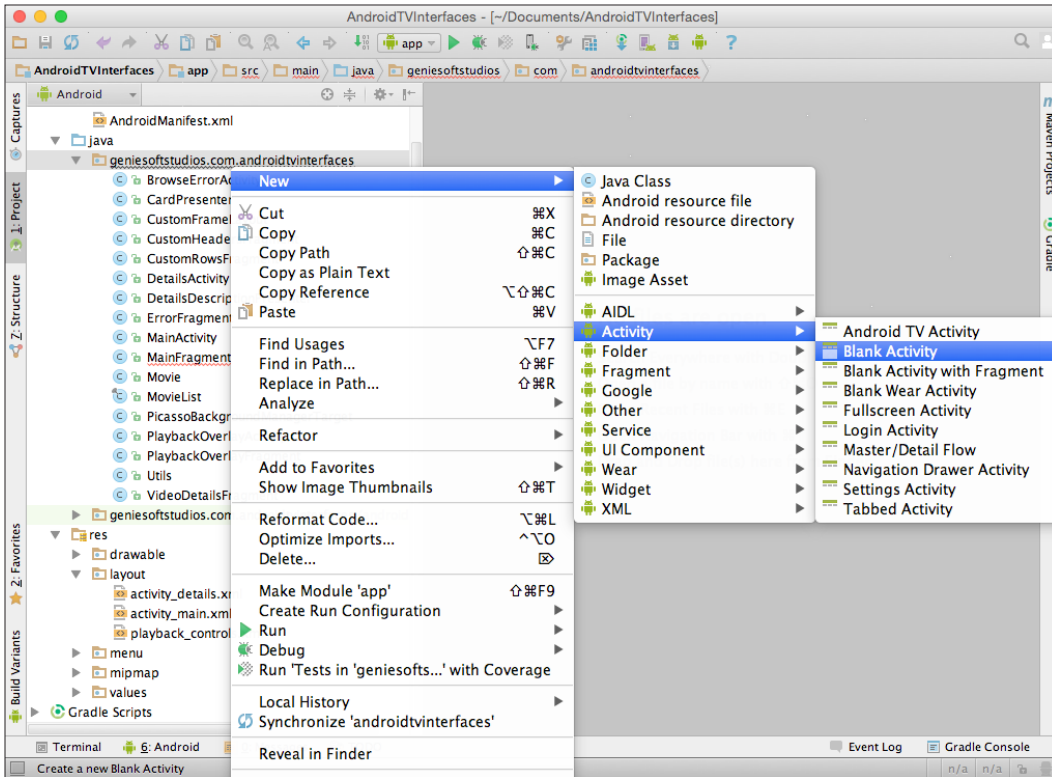 AndroidTVInterfaces - [~/Documents/AndroidTVInterfaces]
app
?
AndroidTVInterfaces app src main java geniesoftstudios com androidtvinterfaces
Captures
1: Project
Z: Structure
2: Favorites
Build Variants
Android
AndroidManifest.xml
java
geniesoftstudios.com.androidtvinterfaces
BrowseErrorAc
CardPresenter
CustomFrame
CustomHeade
CustomRowsF
DetailsActivity
DetailsDescrip
ErrorFragment
MainActivity
MainFragment
Movie
MovieList
PicassoBackgr
PlaybackOverl
PlaybackOverl
Utils
VideoDetailsF
geniesoftstudios.com
res
drawable
layout
activity_details.xm
activity_main.xml
playback_control
menu
mipmap
values
Gradle Scripts
New
Cut ⌘X
Copy ⌘C
Copy Path ⇧⌘C
Copy as Plain Text
Copy Reference ⌥⇧⌘C
Paste ⌘V
Find Usages ⌥F7
Find in Path... ⇧⌘F
Replace in Path... ⇧⌘R
Analyze
Refactor
Add to Favorites
Show Image Thumbnails ⇧⌘T
Reformat Code... ⌥⌘L
Optimize Imports... ^⌥O
Delete... ⌦
Make Module 'app' ⇧⌘F9
Create Run Configuration
Run
Debug
Run 'Tests in 'geniesofts...' with Coverage
Local History
Synchronize 'androidtvinterfaces'
Reveal in Finder
Java Class
Android resource file
Android resource directory
File
Package
Image Asset
AIDL
Activity
Folder
Fragment
Google
Other
Service
UI Component
Wear
Widget
XML
Android TV Activity
Blank Activity
Blank Activity with Fragment
Blank Wear Activity
Fullscreen Activity
Login Activity
Master/Detail Flow
Navigation Drawer Activity
Settings Activity
Tabbed Activity
m
Maven Projects
Gradle
Terminal 6: Android Event Log Gradle Console
Create a new Blank Activity n/a n/a